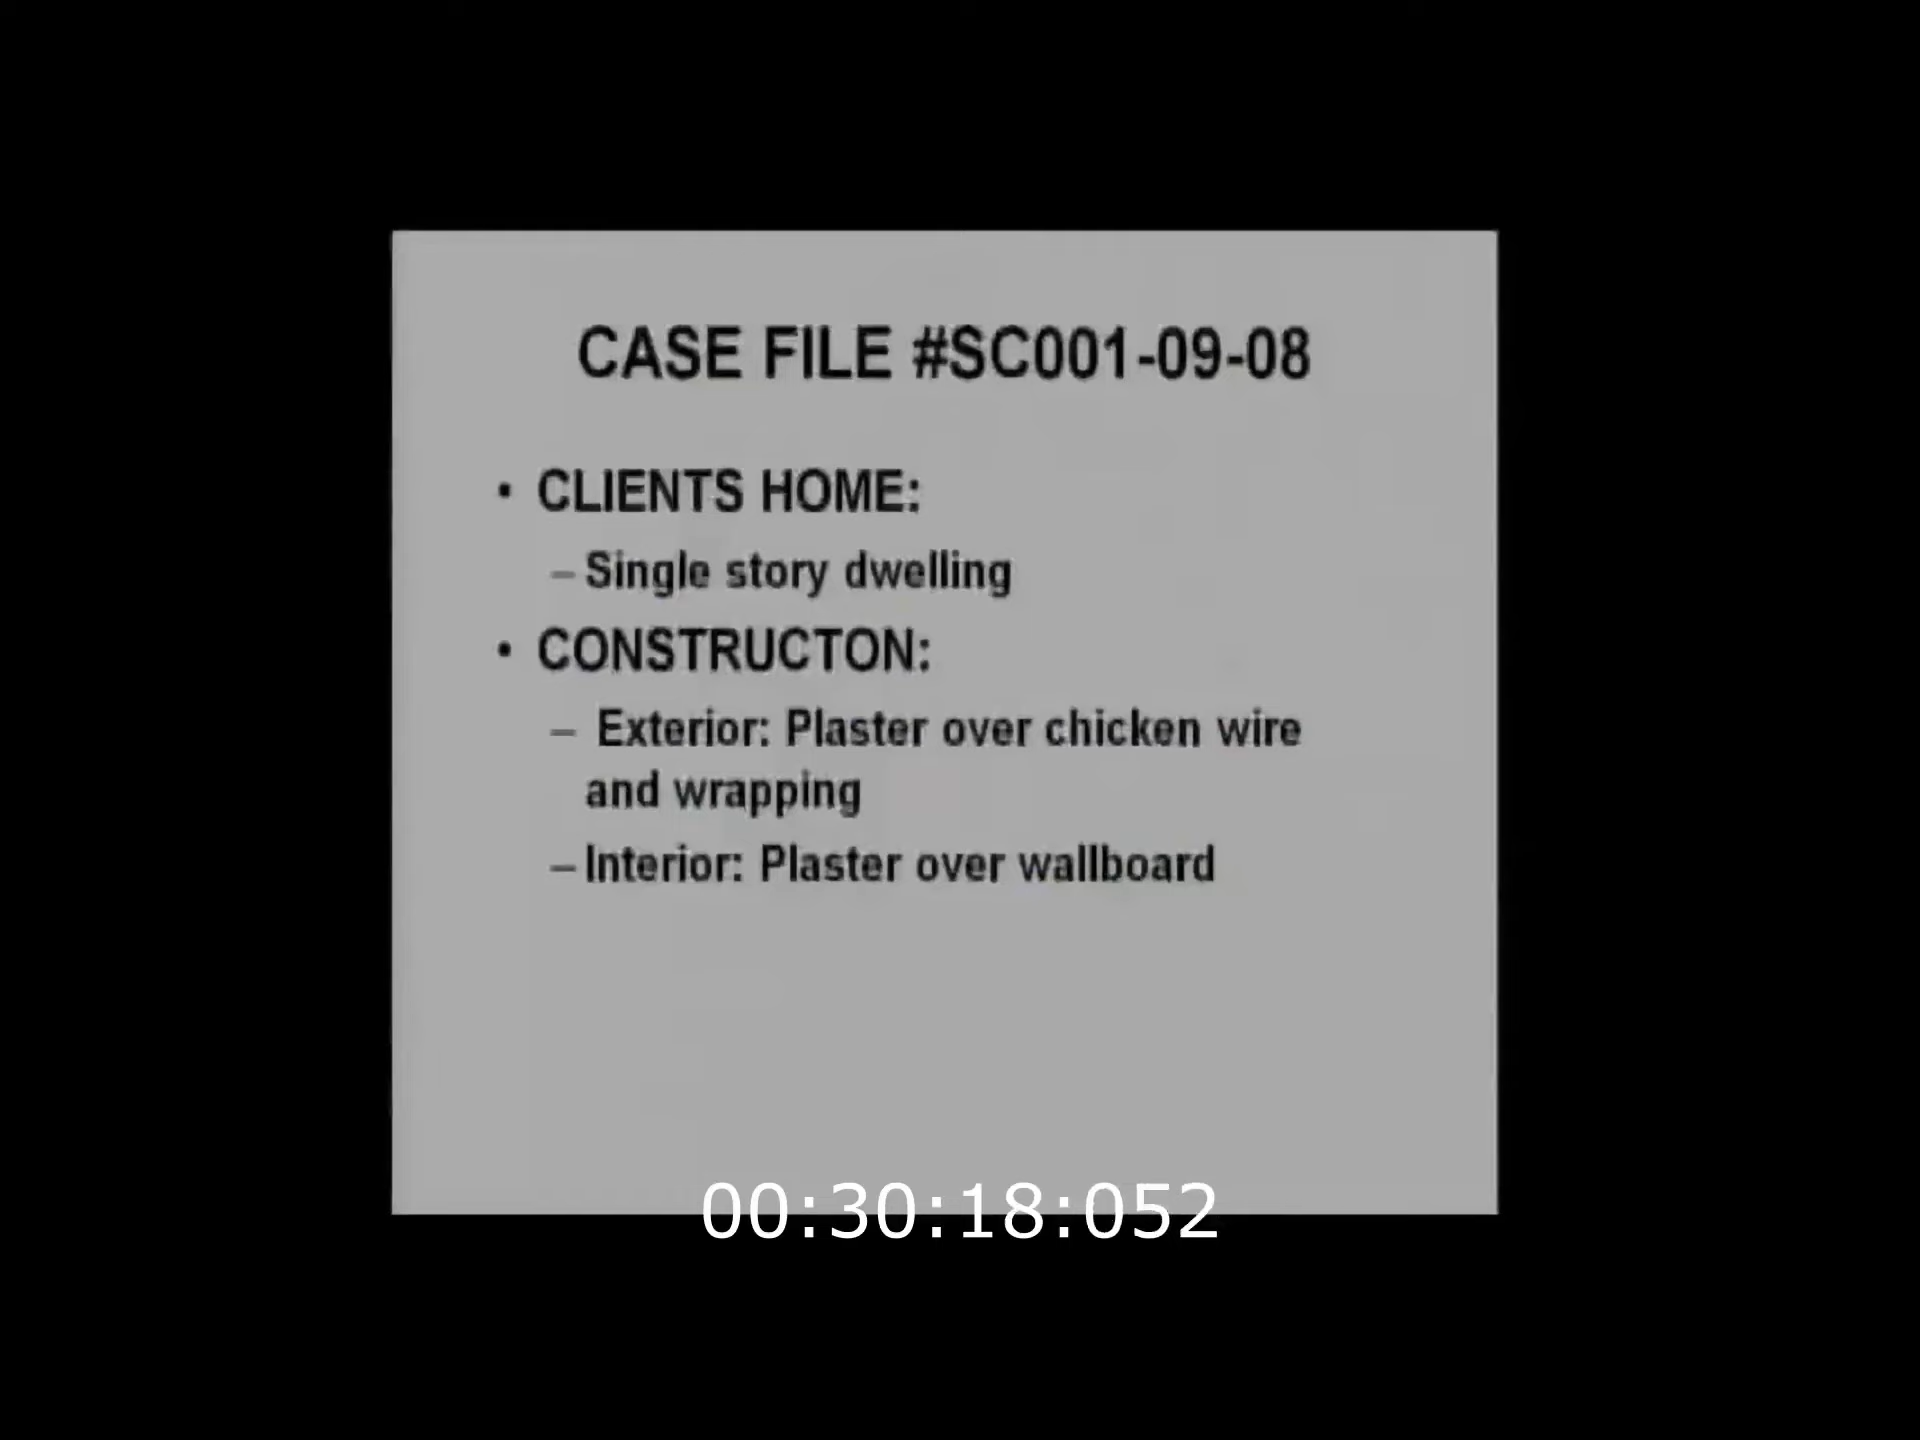 CASE FILE #SC001-09-08
• CLIENTS HOME:
– Single story dwelling
• CONSTRUCTON:
– Exterior: Plaster over chicken wire
and wrapping
– Interior: Plaster over wallboard
00:30:18:052